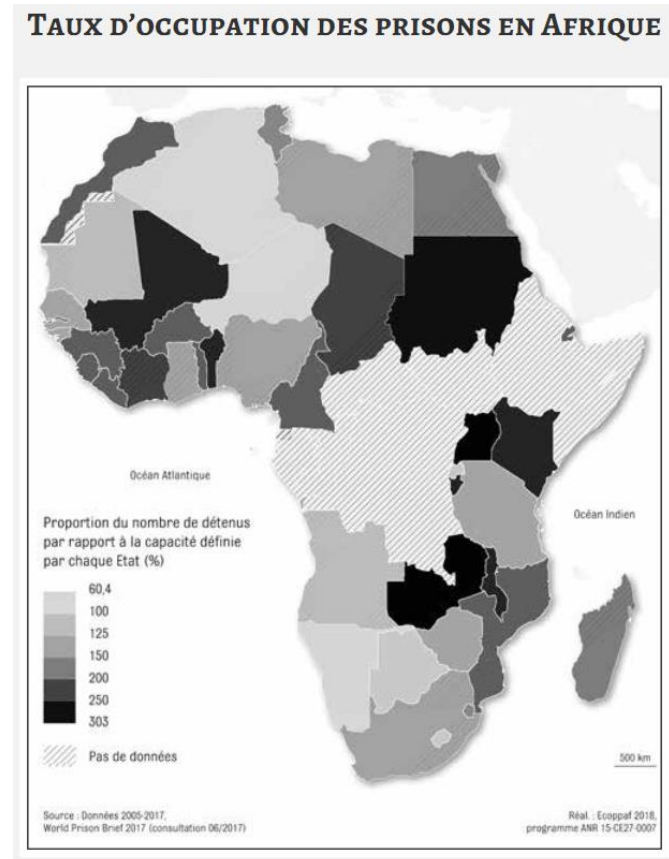 TAUX D'OCCUPATION DES PRISONS EN AFRIQUE
Océan Atlantique
Océan Indien
Proportion du nombre de détenus
par rapport à la capacité définie
par chaque Etat (%)
60,4
100
125
150
200
250
303
Pas de données
500 km
Source : Données 2005-2017,
World Prison Brief 2017 (consultation 06/2017)
Réal. : Ecoppaf 2018,
programme ANR 15-CE27-0007